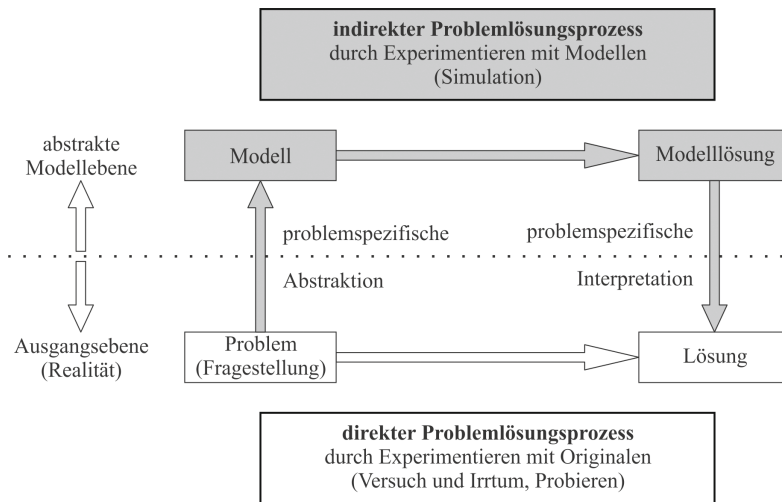 indirekter Problemlösungsprozess
durch Experimentieren mit Modellen
(Simulation)
abstrakte
Modellebene
Modell
Modelllösung
problemspezifische
problemspezifische
Abstraktion
Interpretation
Ausgangsebene
(Realität)
Problem
(Fragestellung)
Lösung
direkter Problemlösungsprozess
durch Experimentieren mit Originalen
(Versuch und Irrtum, Probieren)